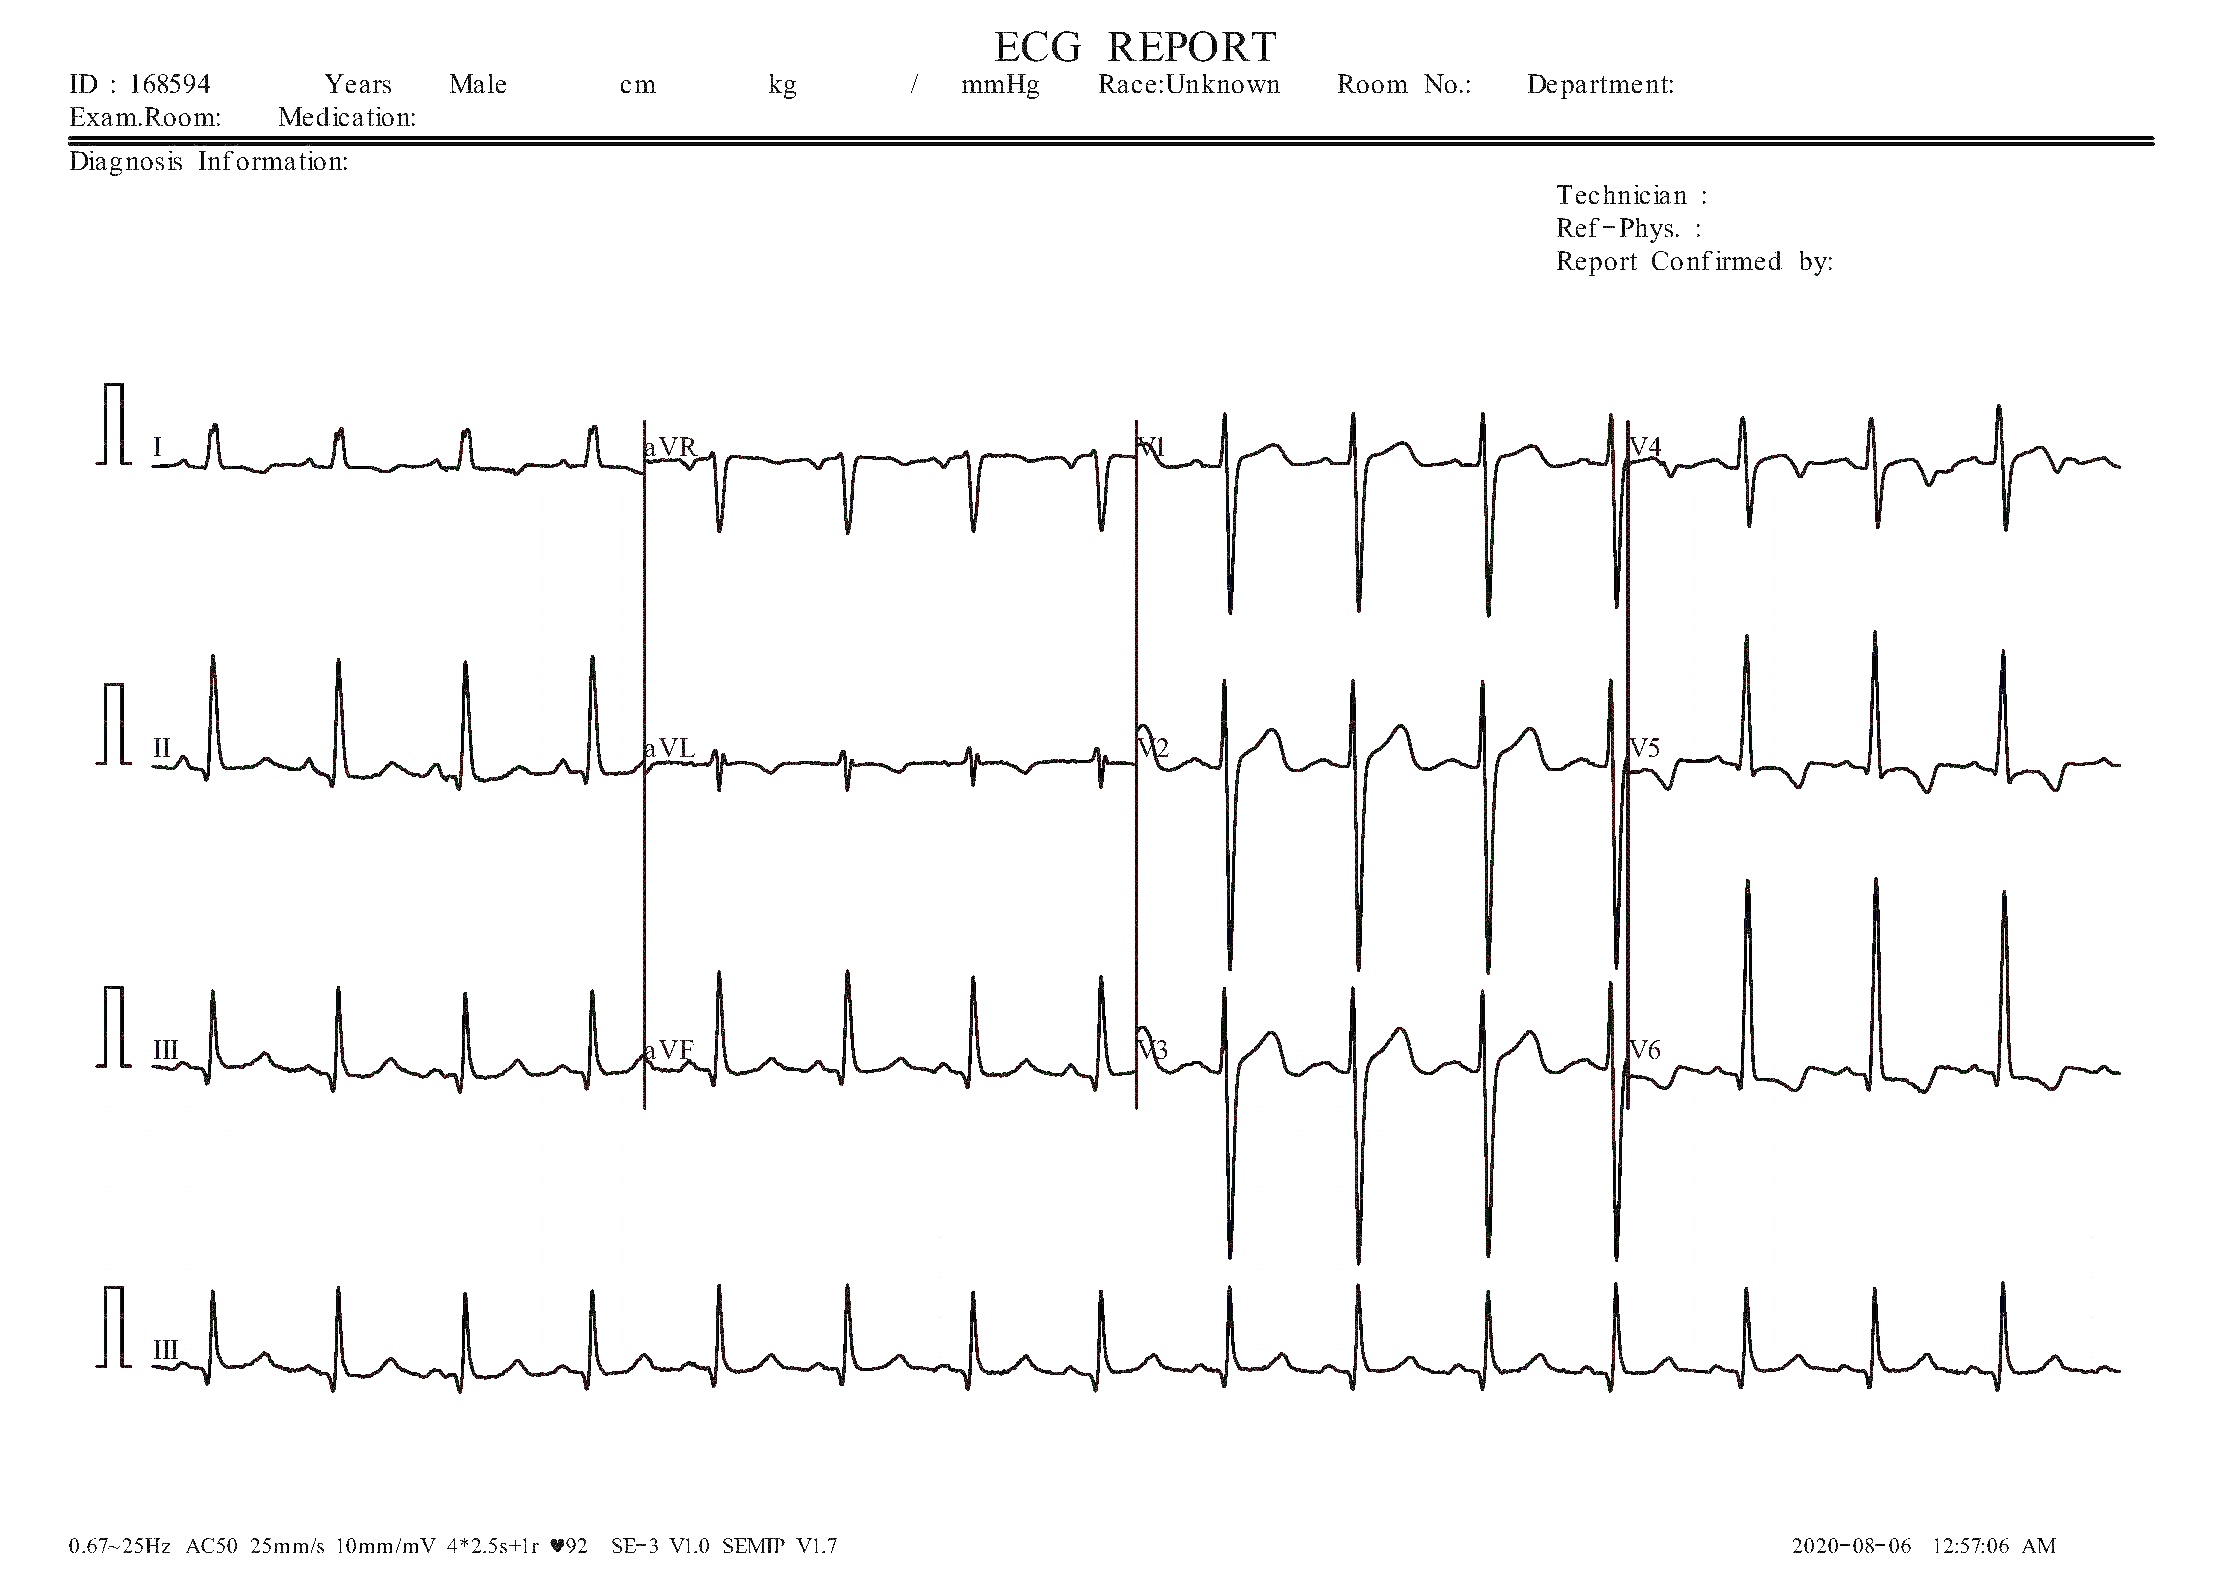 ECG REPORT
ID : 168594 Years Male cm kg / mmHg Race:Unknown Room No.: Department:
Exam.Room: Medication:
Diagnosis Information:
Technician :
Ref-Phys. :
Report Confirmed by:
I aVR V1 V4
II aVL V2 V5
III aVF V3 V6
III
0.67~25Hz AC50 25mm/s 10mm/mV 4*2.5s+1r ♥92 SE-3 V1.0 SEMIP V1.7 2020-08-06 12:57:06 AM